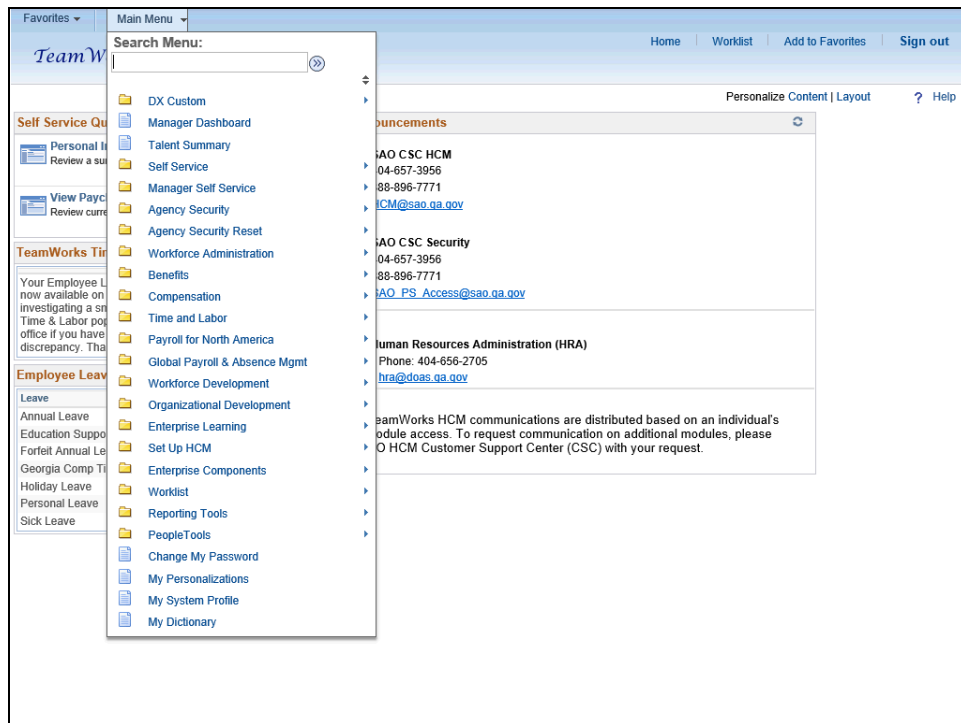 Favorites
Main Menu
TeamW
Home
Worklist
Add to Favorites
Sign out
Search Menu:
DX Custom
Manager Dashboard
Talent Summary
Self Service
Manager Self Service
Agency Security
Agency Security Reset
Workforce Administration
Benefits
Compensation
Time and Labor
Payroll for North America
Global Payroll & Absence Mgmt
Workforce Development
Organizational Development
Enterprise Learning
Set Up HCM
Enterprise Components
Worklist
Reporting Tools
PeopleTools
Change My Password
My Personalizations
My System Profile
My Dictionary
Personalize Content | Layout
? Help
Self Service Qu
Personal I
Review a su
View Payc
Review curre
TeamWorks Tir
Your Employee L
now available on
investigating a sn
Time & Labor pop
office if you have
discrepancy. Tha
Employee Leav
Leave
Annual Leave
Education Suppo
Forfeit Annual Le
Georgia Comp Ti
Holiday Leave
Personal Leave
Sick Leave
ouncements
SAO CSC HCM
404-657-3956
888-896-7771
HCM@sao.ga.gov
SAO CSC Security
404-657-3956
888-896-7771
SAO_PS_Access@sao.ga.gov
Human Resources Administration (HRA)
Phone: 404-656-2705
hra@doas.ga.gov
TeamWorks HCM communications are distributed based on an individual's
odule access. To request communication on additional modules, please
O HCM Customer Support Center (CSC) with your request.